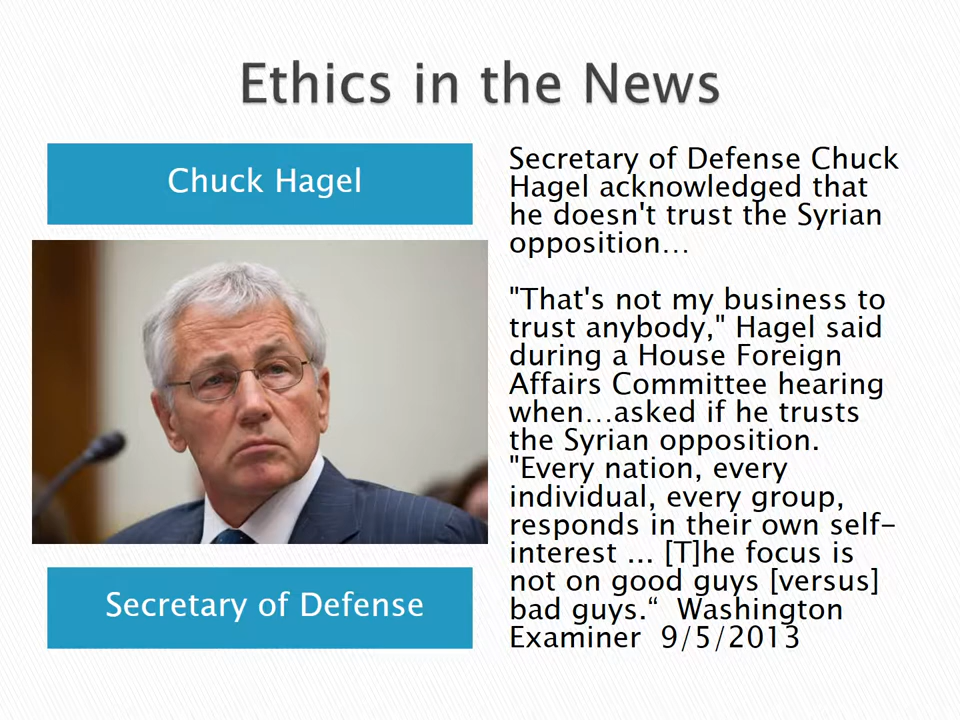 Ethics in the News
Chuck Hagel
Secretary of Defense
Secretary of Defense Chuck
Hagel acknowledged that
he doesn't trust the Syrian
opposition…
"That's not my business to
trust anybody," Hagel said
during a House Foreign
Affairs Committee hearing
when…asked if he trusts
the Syrian opposition.
"Every nation, every
individual, every group,
responds in their own self-
interest ... [T]he focus is
not on good guys [versus]
bad guys.“  Washington
Examiner  9/5/2013